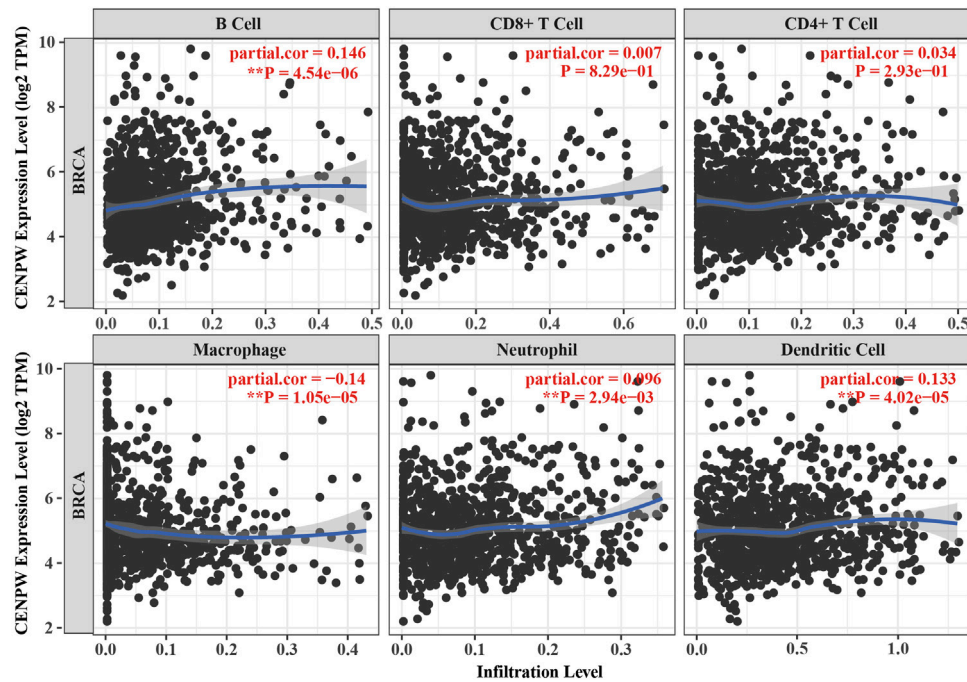 B Cell
CD8+ T Cell
CD4+ T Cell
CENPW Expression Level (log2 TPM)
BRCA
10
8
6
4
2
partial.cor = 0.146
**P = 4.54e−06
partial.cor = 0.007
P = 8.29e−01
partial.cor = 0.034
P = 2.93e−01
0.0 0.1 0.2 0.3 0.4 0.5
0.0 0.2 0.4 0.6
0.0 0.1 0.2 0.3 0.4 0.5
Macrophage
Neutrophil
Dendritic Cell
CENPW Expression Level (log2 TPM)
BRCA
10
8
6
4
2
partial.cor = −0.14
**P = 1.05e−05
partial.cor = 0.096
**P = 2.94e−03
partial.cor = 0.133
**P = 4.02e−05
0.0 0.1 0.2 0.3 0.4
0.0 0.1 0.2 0.3
0.0 0.5 1.0
Infiltration Level